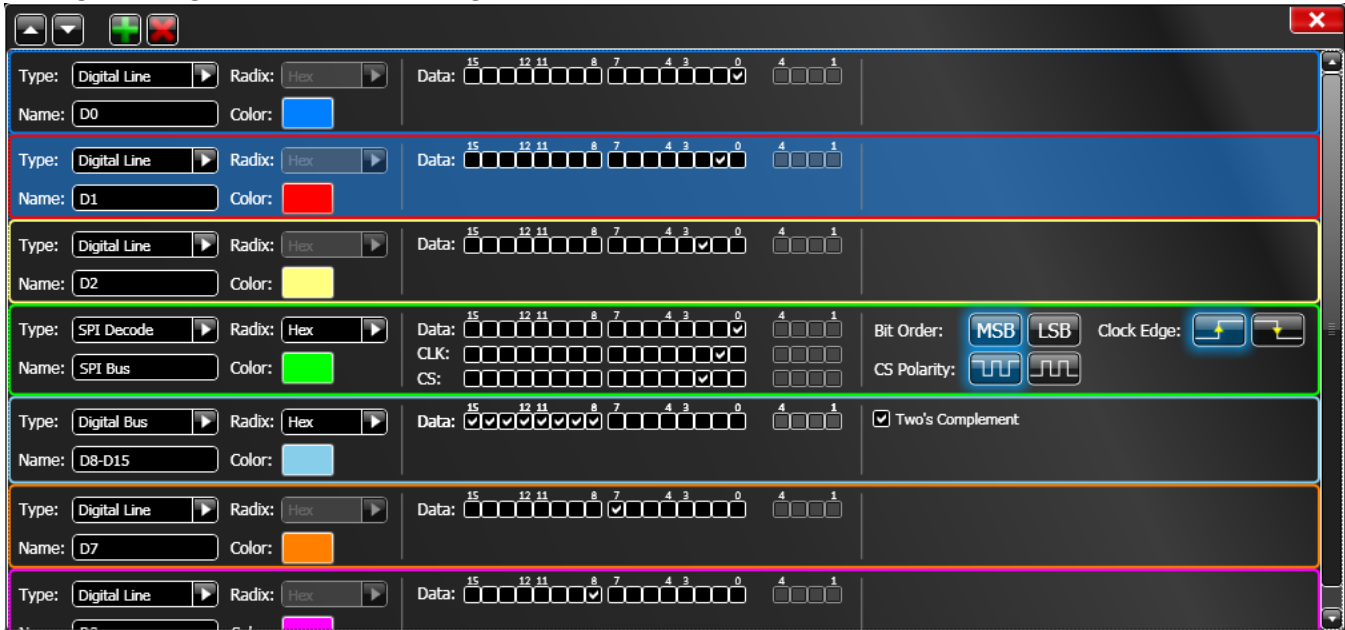 Type: Digital Line Radix: Hex Data: 15 12 11 8 7 4 3 0 4 1
Name: D0 Color:
Type: Digital Line Radix: Hex Data: 15 12 11 8 7 4 3 0 4 1
Name: D1 Color:
Type: Digital Line Radix: Hex Data: 15 12 11 8 7 4 3 0 4 1
Name: D2 Color:
Type: SPI Decode Radix: Hex Data: 15 12 11 8 7 4 3 0 4 1 Bit Order: MSB LSB Clock Edge:
CLK:
Name: SPI Bus Color: CS: CS Polarity:
Type: Digital Bus Radix: Hex Data: 15 12 11 8 7 4 3 0 4 1 Two's Complement
Name: D8-D15 Color:
Type: Digital Line Radix: Hex Data: 15 12 11 8 7 4 3 0 4 1
Name: D7 Color:
Type: Digital Line Radix: Hex Data: 15 12 11 8 7 4 3 0 4 1